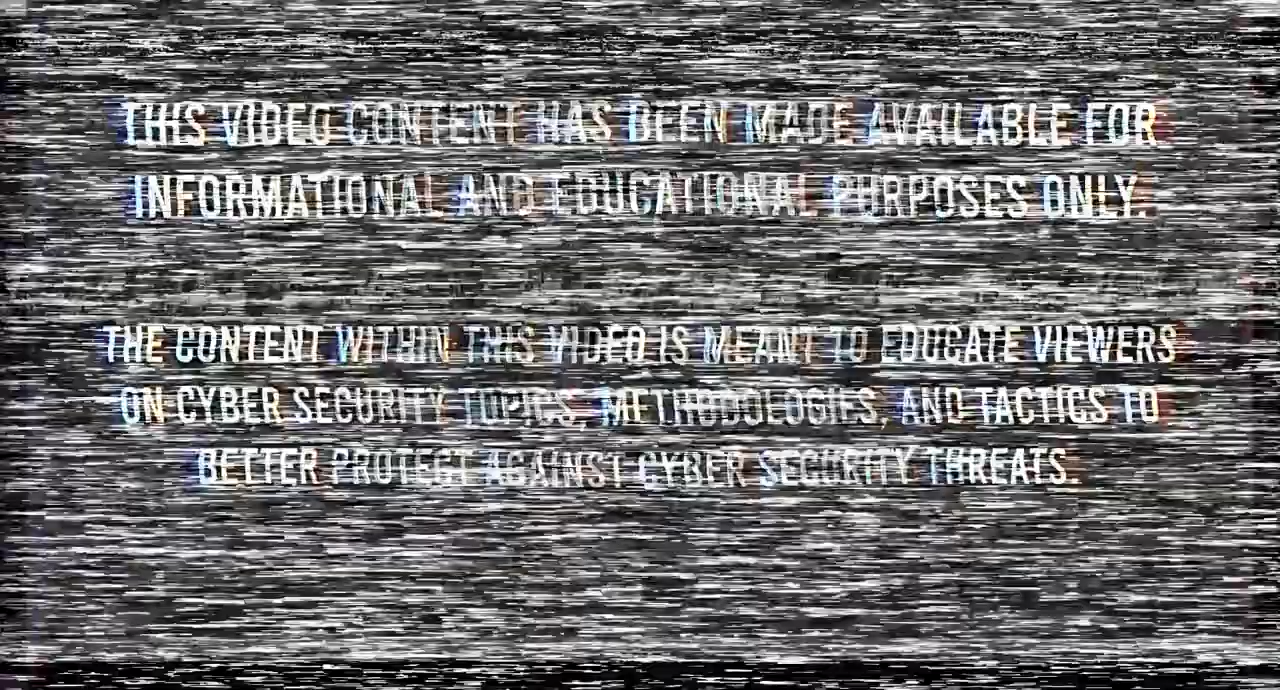 THIS VIDEO CONTENT HAS BEEN MADE AVAILABLE FOR
INFORMATIONAL AND EDUCATIONAL PURPOSES ONLY.
THE CONTENT WITHIN THIS VIDEO IS MEANT TO EDUCATE VIEWERS
ON CYBER SECURITY TOPICS, METHODOLOGIES, AND TACTICS TO
BETTER PROTECT AGAINST CYBER SECURITY THREATS.